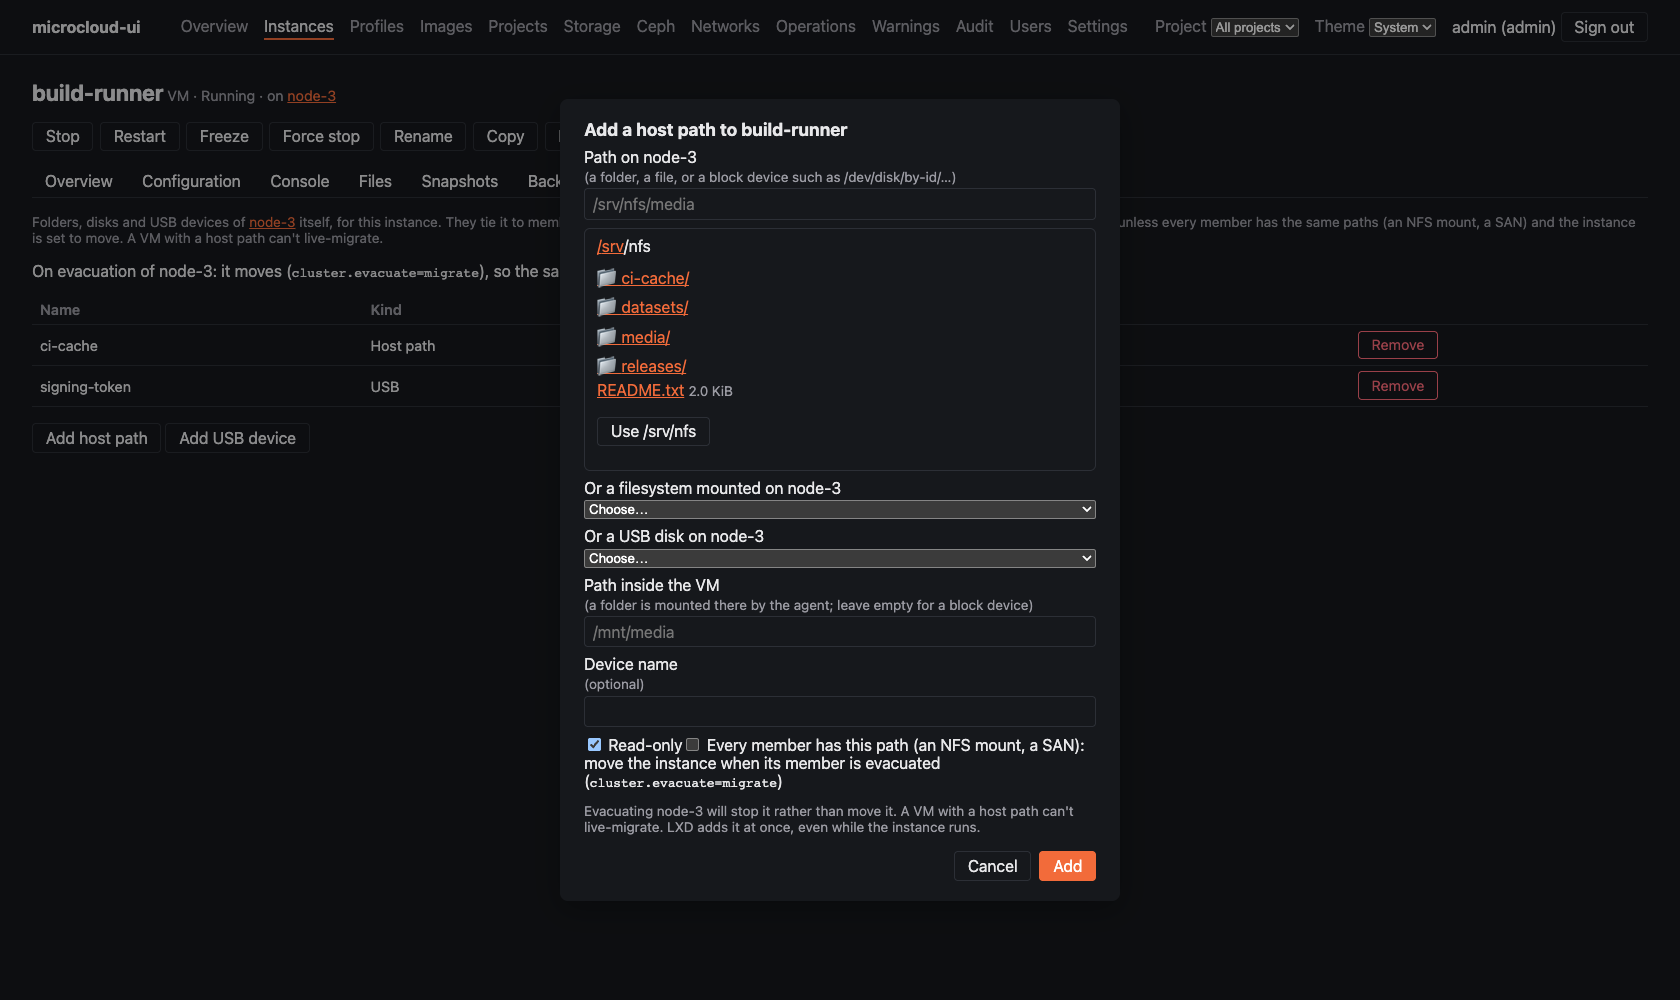 microcloud-ui Overview Instances Profiles Images Projects Storage Ceph Networks Operations Warnings Audit Users Settings Project All projects Theme System admin (admin) Sign out
build-runner VM · Running · on node-3
Stop Restart Freeze Force stop Rename Copy
Overview Configuration Console Files Snapshots
Folders, disks and USB devices of node-3 itself, for this instance. They tie it to
unless every member has the same paths (an NFS mount, a SAN) and the instance
is set to move. A VM with a host path can't live-migrate.
On evacuation of node-3: it moves (cluster.evacuate=migrate), so the
Name Kind
ci-cache Host path Remove
signing-token USB Remove
Add host path Add USB device
Add a host path to build-runner
Path on node-3
(a folder, a file, or a block device such as /dev/disk/by-id/…)
/srv/nfs/media
/srv/nfs
ci-cache/
datasets/
media/
releases/
README.txt 2.0 KiB
Use /srv/nfs
Or a filesystem mounted on node-3
Choose…
Or a USB disk on node-3
Choose…
Path inside the VM
(a folder is mounted there by the agent; leave empty for a block device)
/mnt/media
Device name
(optional)
Read-only Every member has this path (an NFS mount, a SAN):
move the instance when its member is evacuated
(cluster.evacuate=migrate)
Evacuating node-3 will stop it rather than move it. A VM with a host path can't
live-migrate. LXD adds it at once, even while the instance runs.
Cancel Add